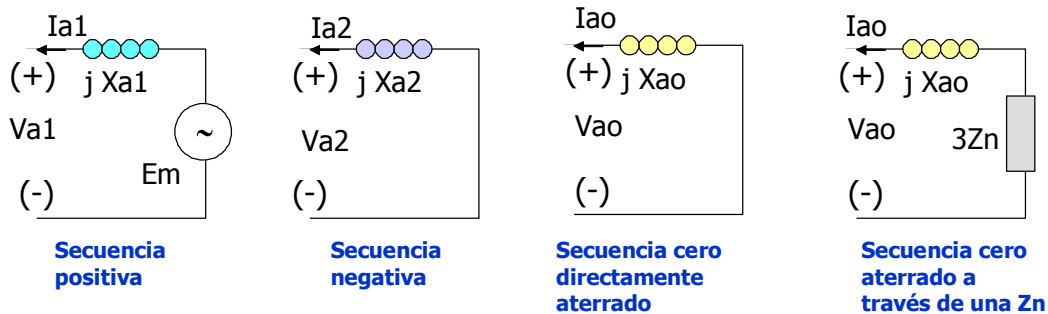 Ia1
(+)
j Xa1
Va1
~
Em
(-)
Secuencia
positiva
Ia2
(+)
j Xa2
Va2
(-)
Secuencia
negativa
Iao
(+)
j Xao
Vao
(-)
Secuencia cero
directamente
aterrado
Iao
(+)
j Xao
Vao
3Zn
(-)
Secuencia cero
aterrado a
través de una Zn